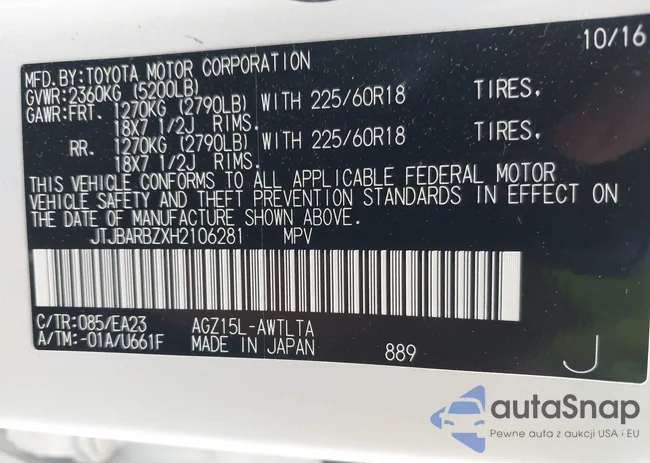 10/16
MFD.BY:TOYOTA MOTOR CORPORATION
GVWR:2360KG (5200LB)
GAWR:FRT. 1270KG (2790LB) WITH 225/60R18 TIRES,
18X7 1/2J RIMS.
RR. 1270KG (2790LB) WITH 225/60R18 TIRES,
18X7 1/2J RIMS.
THIS VEHICLE CONFORMS TO ALL APPLICABLE FEDERAL MOTOR
VEHICLE SAFETY AND THEFT PREVENTION STANDARDS IN EFFECT ON
THE DATE OF MANUFACTURE SHOWN ABOVE.
JTJBARBZXH2106281 MPV
C/TR:085/EA23 AGZ15L-AWTLTA
A/TM:-01A/U661F MADE IN JAPAN 889 J
autaSnap
Pewne auta z aukcji USA i EU